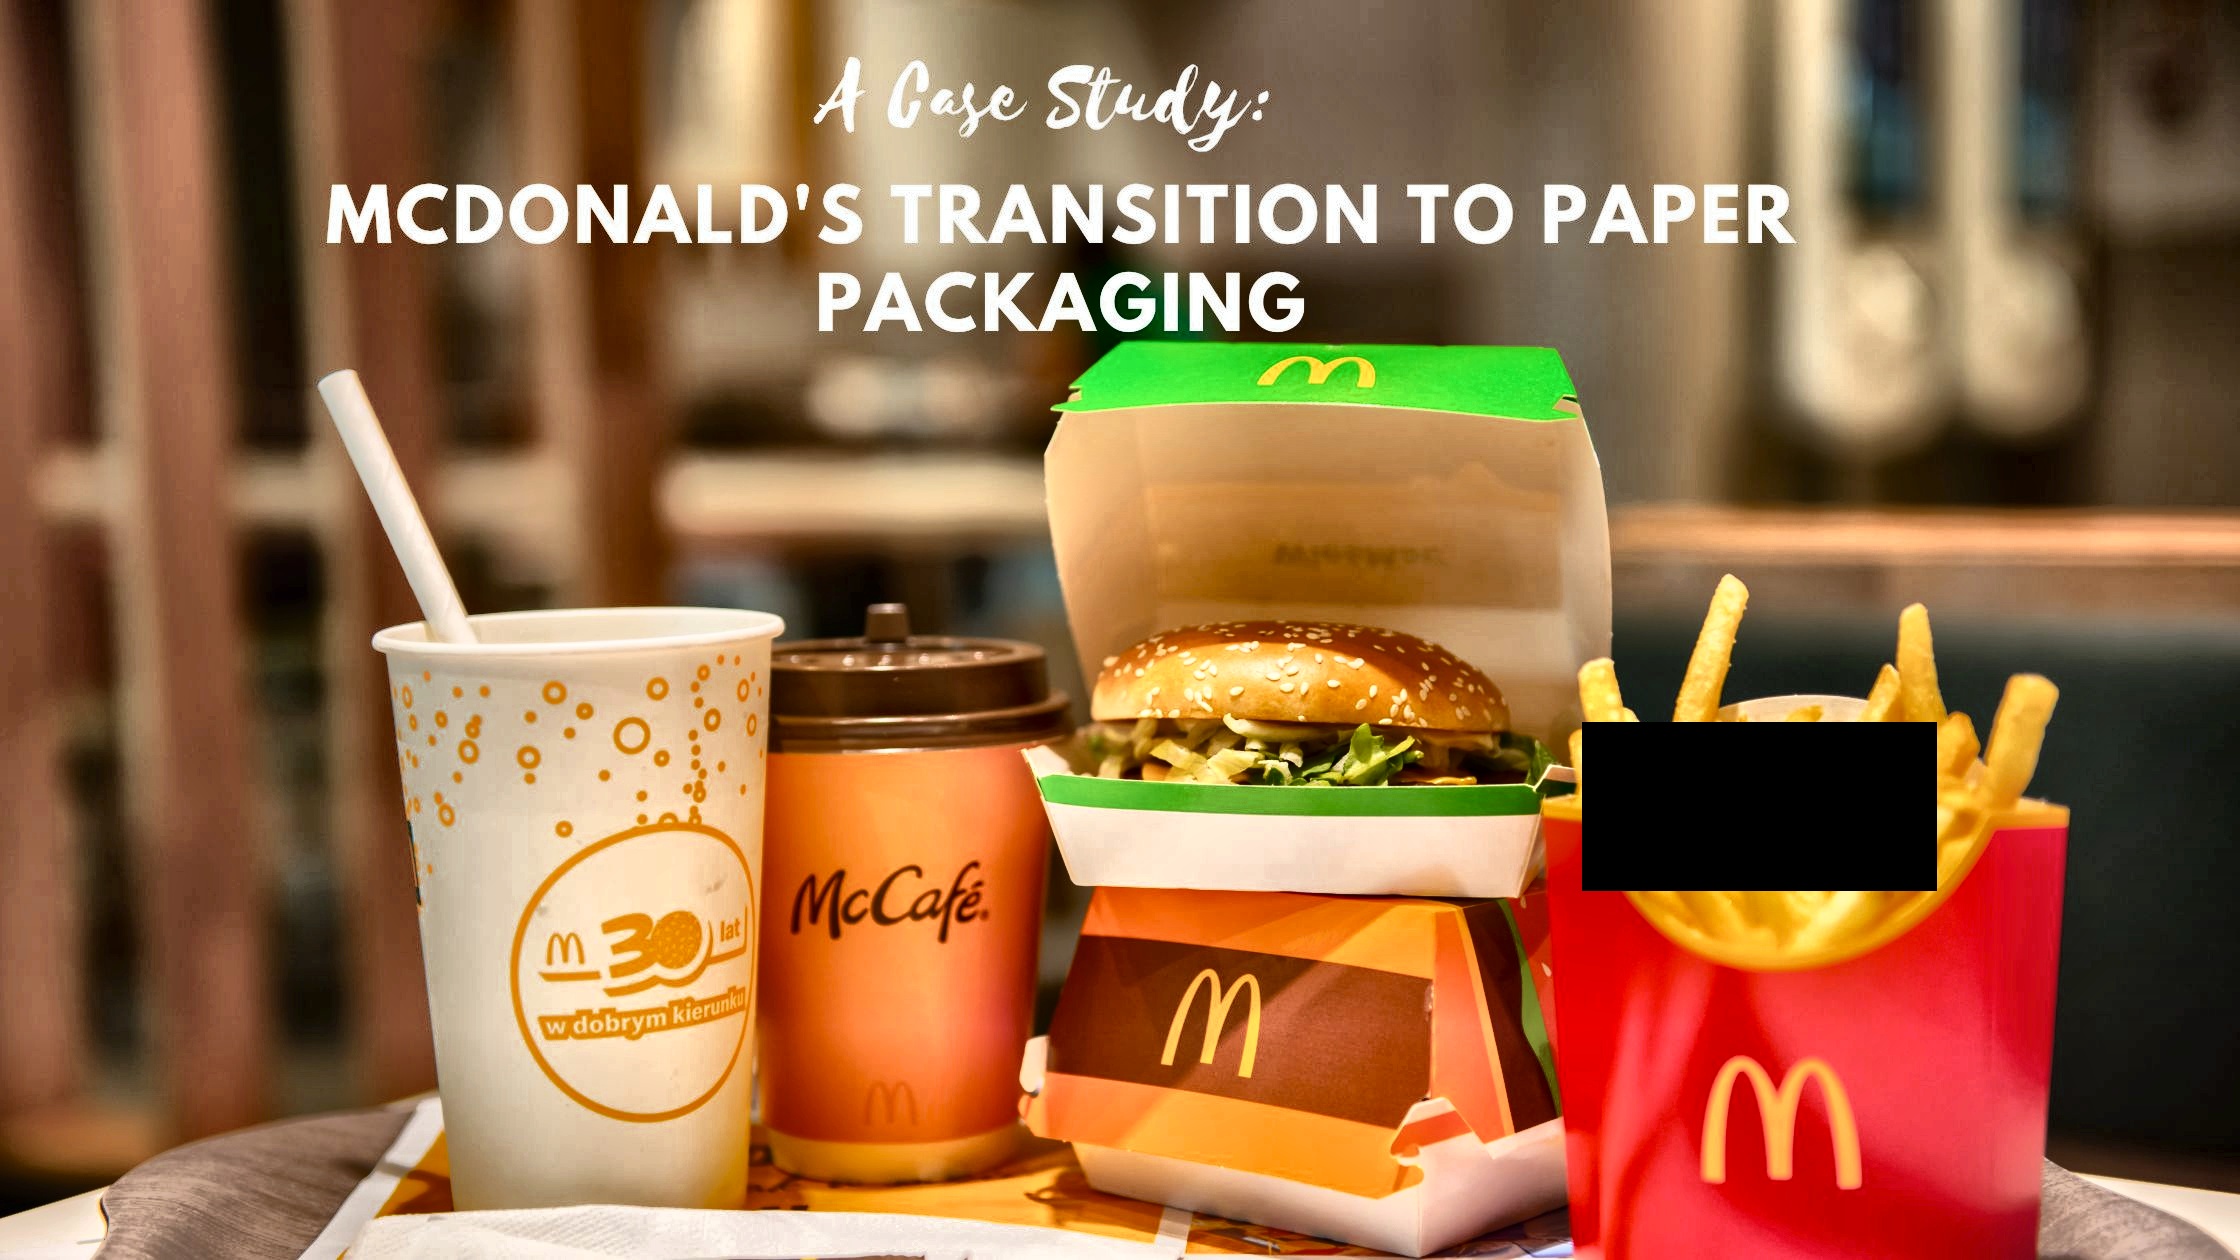 A Case Study:
MCDONALD'S TRANSITION TO PAPER
PACKAGING
McCafé®
30 lat
w dobrym kierunku